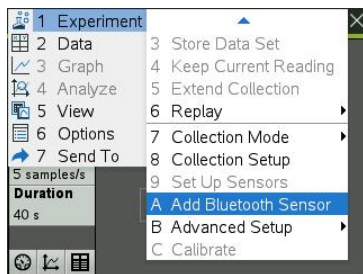 1 Experiment
2 Data
3 Graph
4 Analyze
5 View
6 Options
7 Send To
5 samples/s
Duration
40 s
3 Store Data Set
4 Keep Current Reading
5 Extend Collection
6 Replay
7 Collection Mode
8 Collection Setup
9 Set Up Sensors
A Add Bluetooth Sensor
B Advanced Setup
C Calibrate